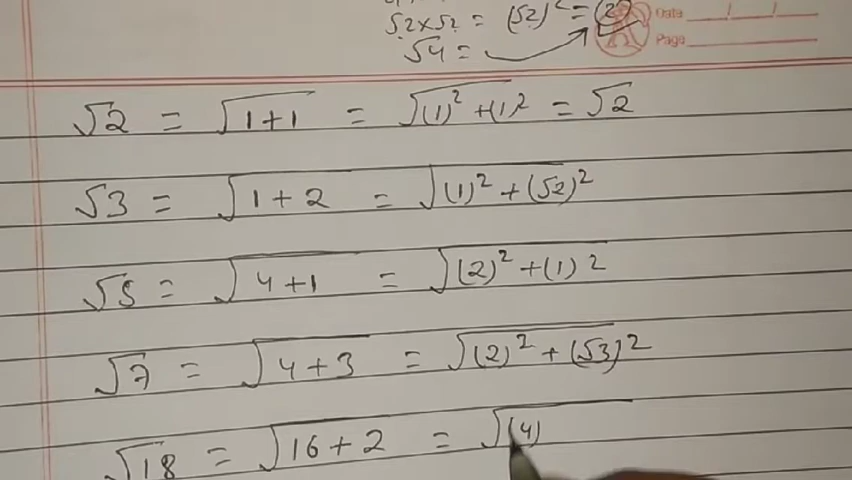 √2×√2 = (√2)² = (2)
√4 =
Date
Page
√2 = √1+1 = √(1)²+(1)² = √2
√3 = √1+2 = √(1)²+(√2)²
√5 = √4+1 = √(2)²+(1)²
√7 = √4+3 = √(2)²+(√3)²
√18 = √16+2 = √(4)